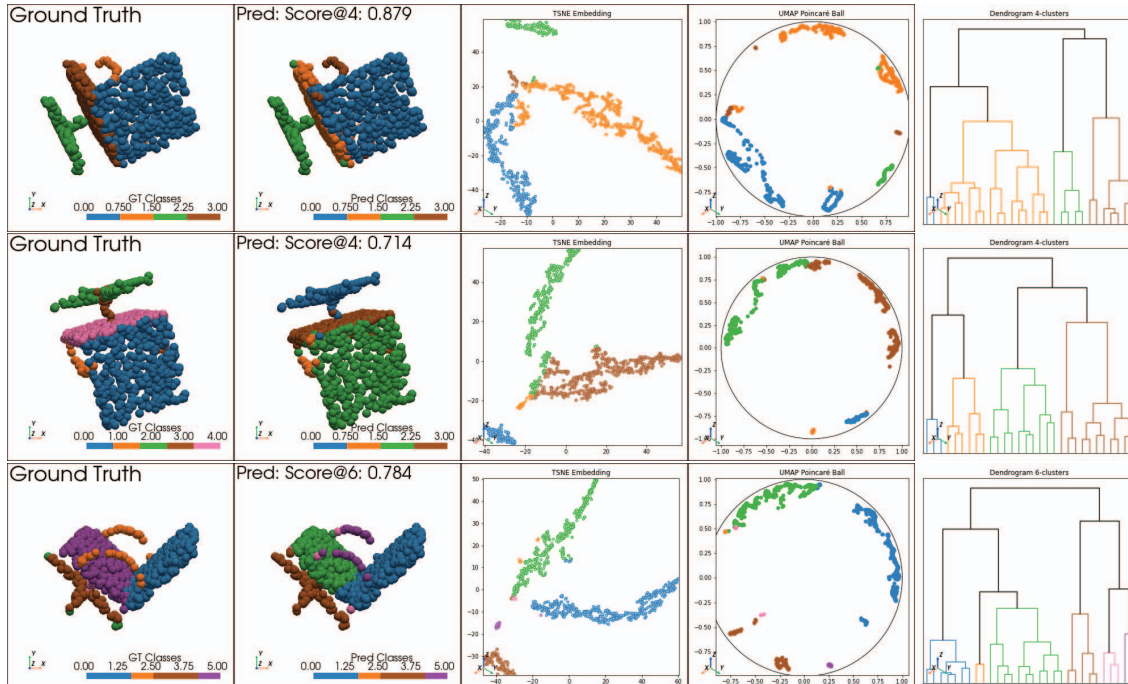 Ground Truth
Pred: Score@4: 0.879
TSNE Embedding
UMAP Poincaré Ball
Dendrogram 4-clusters
GT Classes
0.00 0.750 1.50 2.25 3.00
Pred Classes
0.00 0.750 1.50 2.25 3.00
Ground Truth
Pred: Score@4: 0.714
TSNE Embedding
UMAP Poincaré Ball
Dendrogram 4-clusters
GT Classes
0.00 1.00 2.00 3.00 4.00
Pred Classes
0.00 0.750 1.50 2.25 3.00
Ground Truth
Pred: Score@6: 0.784
TSNE Embedding
UMAP Poincaré Ball
Dendrogram 6-clusters
GT Classes
0.00 1.25 2.50 3.75 5.00
Pred Classes
0.00 1.25 2.50 3.75 5.00